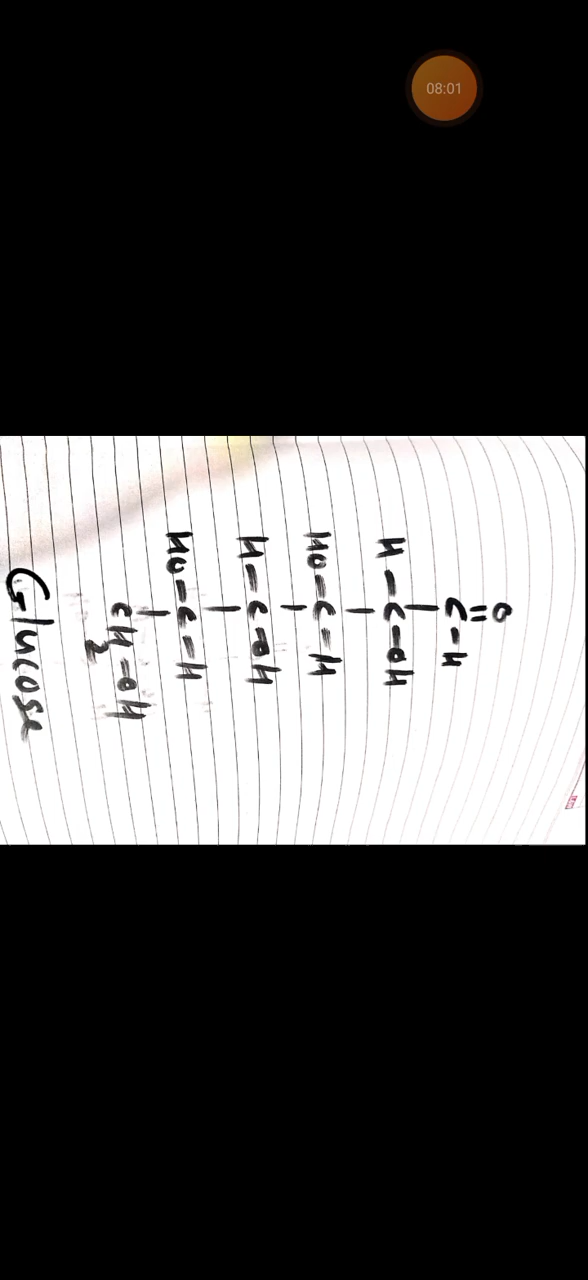 08:01
O
||
C-H
|
H-C-OH
|
HO-C-H
|
H-C-OH
|
HO-C-H
|
CH2-OH
Glucose